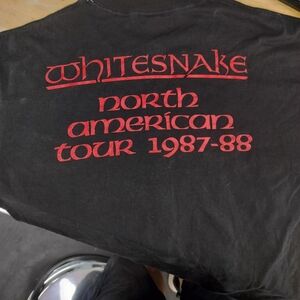 WHITESNAKE
north
american
tour 1987-88